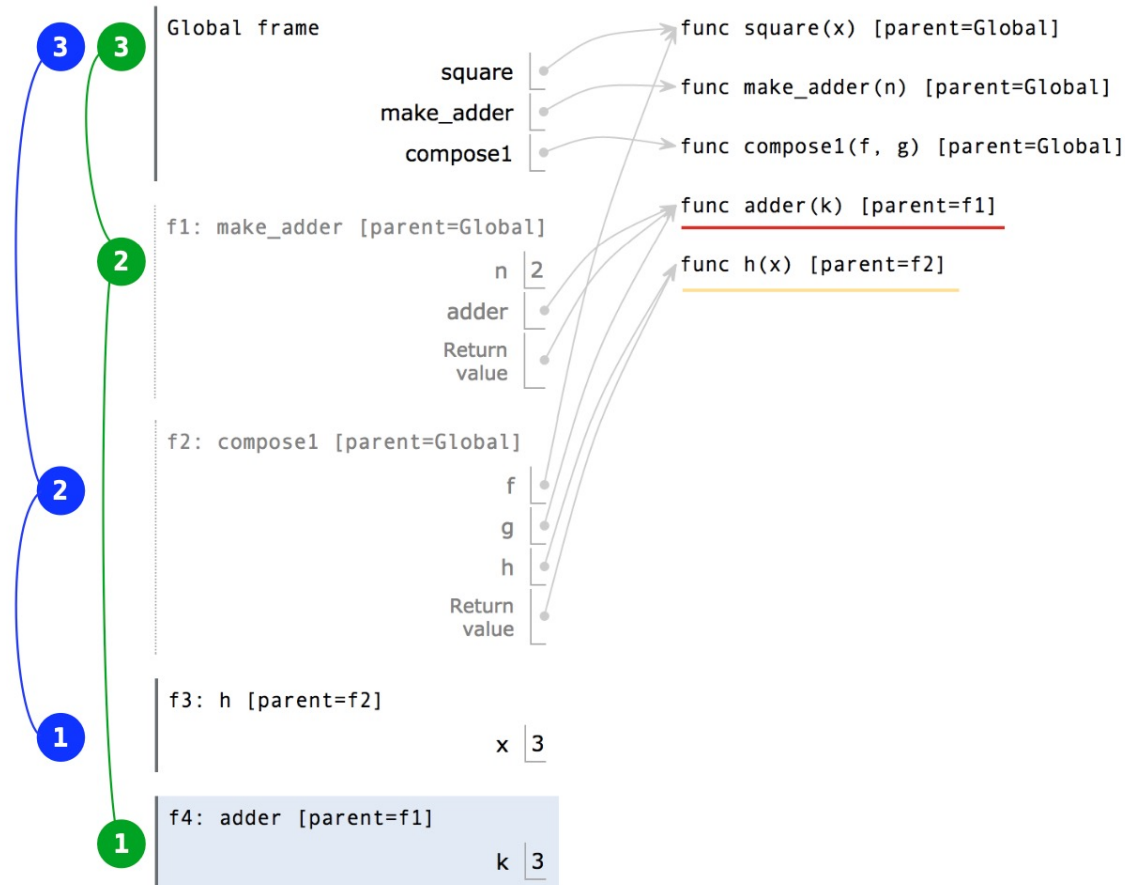 3 3 Global frame func square(x) [parent=Global]
square
make_adder func make_adder(n) [parent=Global]
compose1 func compose1(f, g) [parent=Global]
f1: make_adder [parent=Global] func adder(k) [parent=f1]
2 n 2 func h(x) [parent=f2]
adder
Return
value
f2: compose1 [parent=Global]
2 f
g
h
Return
value
f3: h [parent=f2]
1 x 3
f4: adder [parent=f1]
1 k 3